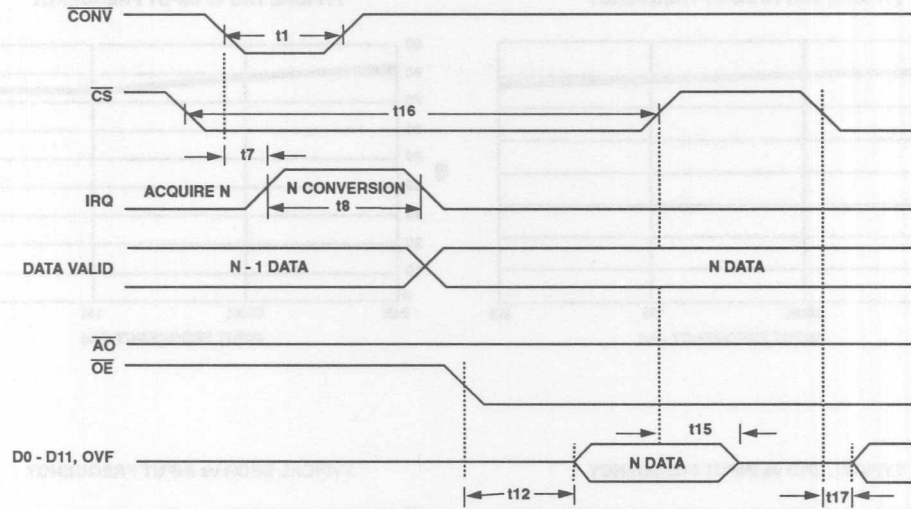 CONV
t1
CS
t16
t7
ACQUIRE N
N CONVERSION
IRQ
t8
DATA VALID
N - 1 DATA
N DATA
AO
OE
t15
D0 - D11, OVF
N DATA
t12
t17